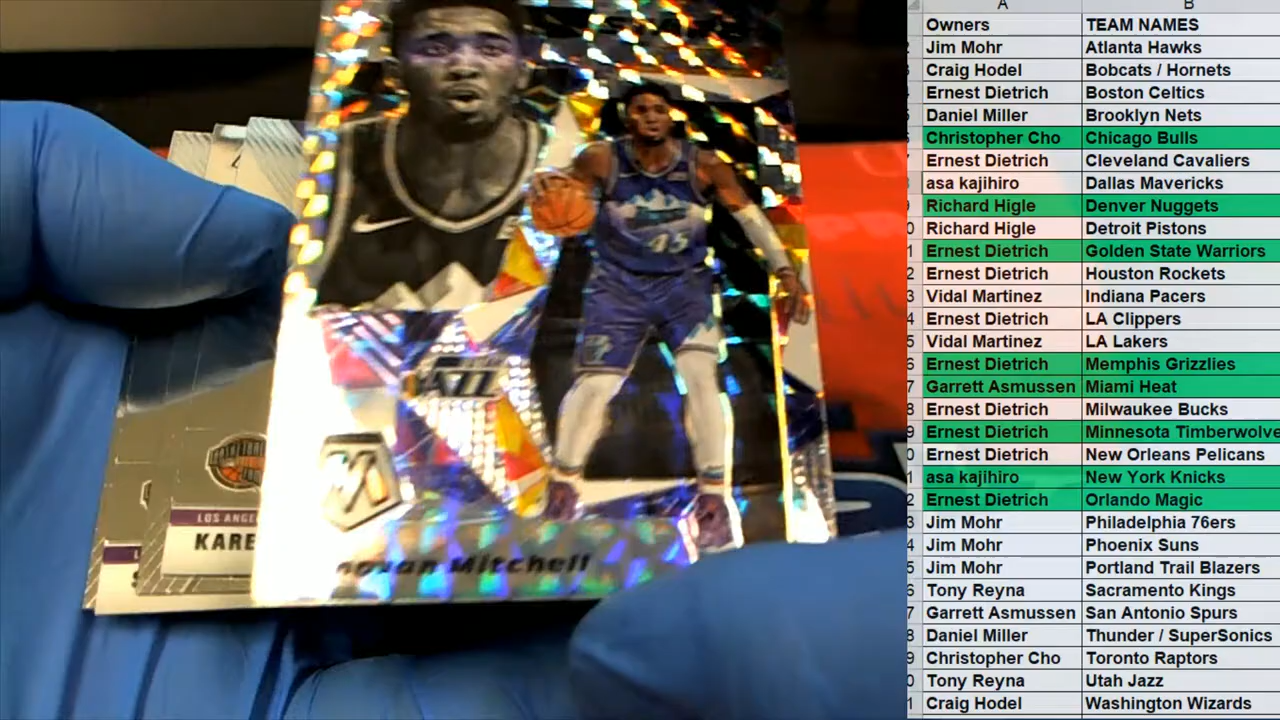 A B
Owners TEAM NAMES
Jim Mohr Atlanta Hawks
Craig Hodel Bobcats / Hornets
Ernest Dietrich Boston Celtics
Daniel Miller Brooklyn Nets
Christopher Cho Chicago Bulls
Ernest Dietrich Cleveland Cavaliers
asa kajihiro Dallas Mavericks
Richard Higle Denver Nuggets
Richard Higle Detroit Pistons
Ernest Dietrich Golden State Warriors
Ernest Dietrich Houston Rockets
Vidal Martinez Indiana Pacers
Ernest Dietrich LA Clippers
Vidal Martinez LA Lakers
Ernest Dietrich Memphis Grizzlies
Garrett Asmussen Miami Heat
Ernest Dietrich Milwaukee Bucks
Ernest Dietrich Minnesota Timberwolve
Ernest Dietrich New Orleans Pelicans
asa kajihiro New York Knicks
Ernest Dietrich Orlando Magic
Jim Mohr Philadelphia 76ers
Jim Mohr Phoenix Suns
Jim Mohr Portland Trail Blazers
Tony Reyna Sacramento Kings
Garrett Asmussen San Antonio Spurs
Daniel Miller Thunder / SuperSonics
Christopher Cho Toronto Raptors
Tony Reyna Utah Jazz
Craig Hodel Washington Wizards
45
JAZZ
LOS ANGE
KARE
novan Mitchell